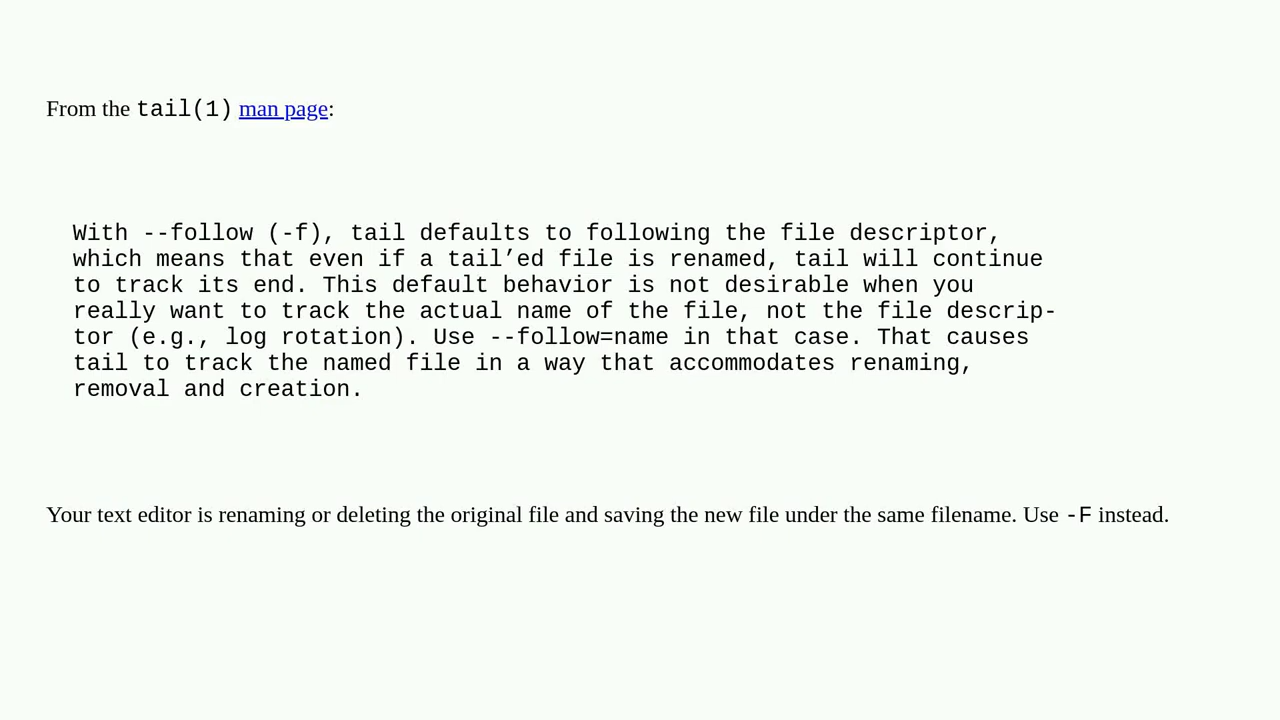 From the tail(1) man page:
With --follow (-f), tail defaults to following the file descriptor,
which means that even if a tail’ed file is renamed, tail will continue
to track its end. This default behavior is not desirable when you
really want to track the actual name of the file, not the file descrip-
tor (e.g., log rotation). Use --follow=name in that case. That causes
tail to track the named file in a way that accommodates renaming,
removal and creation.
Your text editor is renaming or deleting the original file and saving the new file under the same filename. Use -F instead.